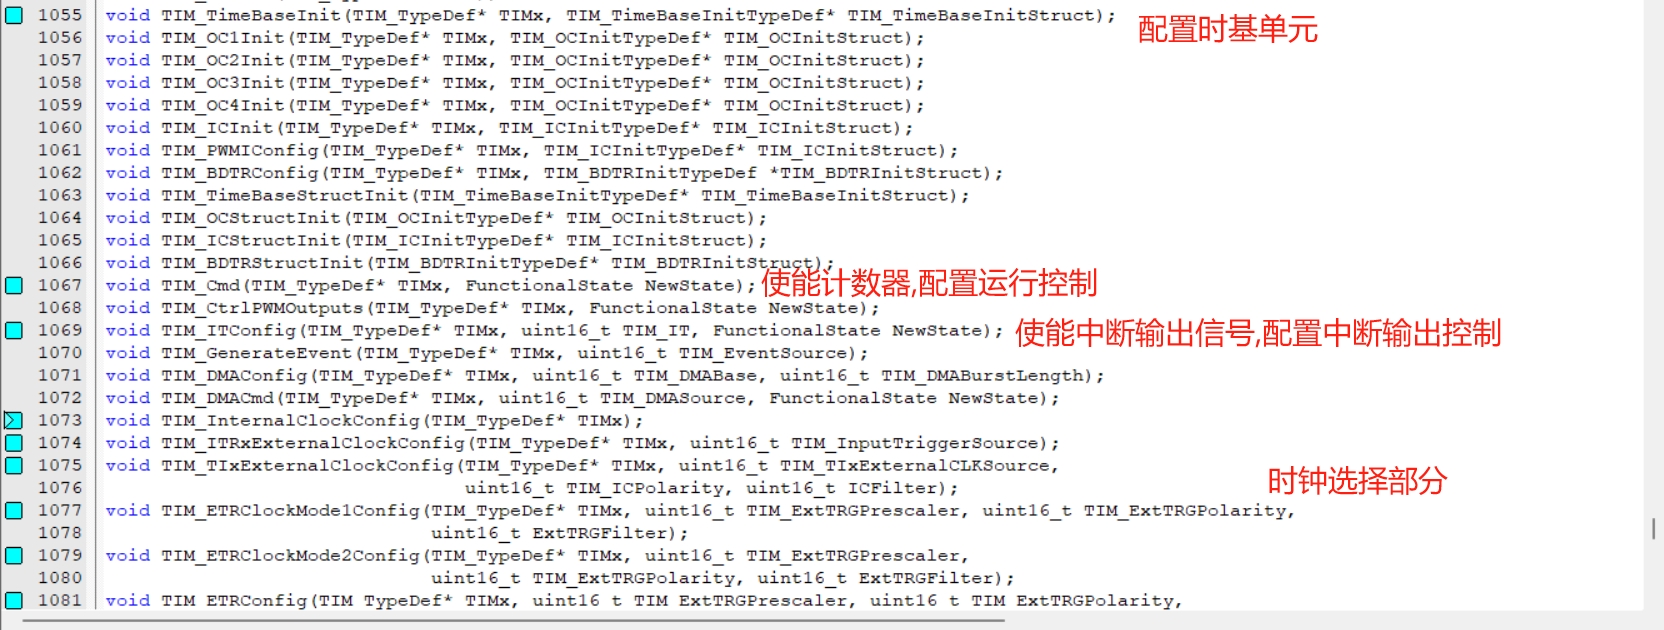 1055 void TIM_TimeBaseInit(TIM_TypeDef* TIMx, TIM_TimeBaseInitTypeDef* TIM_TimeBaseInitStruct); 配置时基单元
1056 void TIM_OC1Init(TIM_TypeDef* TIMx, TIM_OCInitTypeDef* TIM_OCInitStruct);
1057 void TIM_OC2Init(TIM_TypeDef* TIMx, TIM_OCInitTypeDef* TIM_OCInitStruct);
1058 void TIM_OC3Init(TIM_TypeDef* TIMx, TIM_OCInitTypeDef* TIM_OCInitStruct);
1059 void TIM_OC4Init(TIM_TypeDef* TIMx, TIM_OCInitTypeDef* TIM_OCInitStruct);
1060 void TIM_ICInit(TIM_TypeDef* TIMx, TIM_ICInitTypeDef* TIM_ICInitStruct);
1061 void TIM_PWMIConfig(TIM_TypeDef* TIMx, TIM_ICInitTypeDef* TIM_ICInitStruct);
1062 void TIM_BDTRConfig(TIM_TypeDef* TIMx, TIM_BDTRInitTypeDef *TIM_BDTRInitStruct);
1063 void TIM_TimeBaseStructInit(TIM_TimeBaseInitTypeDef* TIM_TimeBaseInitStruct);
1064 void TIM_OCStructInit(TIM_OCInitTypeDef* TIM_OCInitStruct);
1065 void TIM_ICStructInit(TIM_ICInitTypeDef* TIM_ICInitStruct);
1066 void TIM_BDTRStructInit(TIM_BDTRInitTypeDef* TIM_BDTRInitStruct);
1067 void TIM_Cmd(TIM_TypeDef* TIMx, FunctionalState NewState); 使能计数器,配置运行控制
1068 void TIM_CtrlPWMOutputs(TIM_TypeDef* TIMx, FunctionalState NewState);
1069 void TIM_ITConfig(TIM_TypeDef* TIMx, uint16_t TIM_IT, FunctionalState NewState); 使能中断输出信号,配置中断输出控制
1070 void TIM_GenerateEvent(TIM_TypeDef* TIMx, uint16_t TIM_EventSource);
1071 void TIM_DMAConfig(TIM_TypeDef* TIMx, uint16_t TIM_DMABase, uint16_t TIM_DMABurstLength);
1072 void TIM_DMACmd(TIM_TypeDef* TIMx, uint16_t TIM_DMASource, FunctionalState NewState);
1073 void TIM_InternalClockConfig(TIM_TypeDef* TIMx);
1074 void TIM_ITRxExternalClockConfig(TIM_TypeDef* TIMx, uint16_t TIM_InputTriggerSource);
1075 void TIM_TIxExternalClockConfig(TIM_TypeDef* TIMx, uint16_t TIM_TIxExternalCLKSource,
1076 uint16_t TIM_ICPolarity, uint16_t ICFilter); 时钟选择部分
1077 void TIM_ETRClockMode1Config(TIM_TypeDef* TIMx, uint16_t TIM_ExtTRGPrescaler, uint16_t TIM_ExtTRGPolarity,
1078 uint16_t ExtTRGFilter);
1079 void TIM_ETRClockMode2Config(TIM_TypeDef* TIMx, uint16_t TIM_ExtTRGPrescaler,
1080 uint16_t TIM_ExtTRGPolarity, uint16_t ExtTRGFilter);
1081 void TIM_ETRConfig(TIM_TypeDef* TIMx, uint16_t TIM_ExtTRGPrescaler, uint16_t TIM_ExtTRGPolarity,